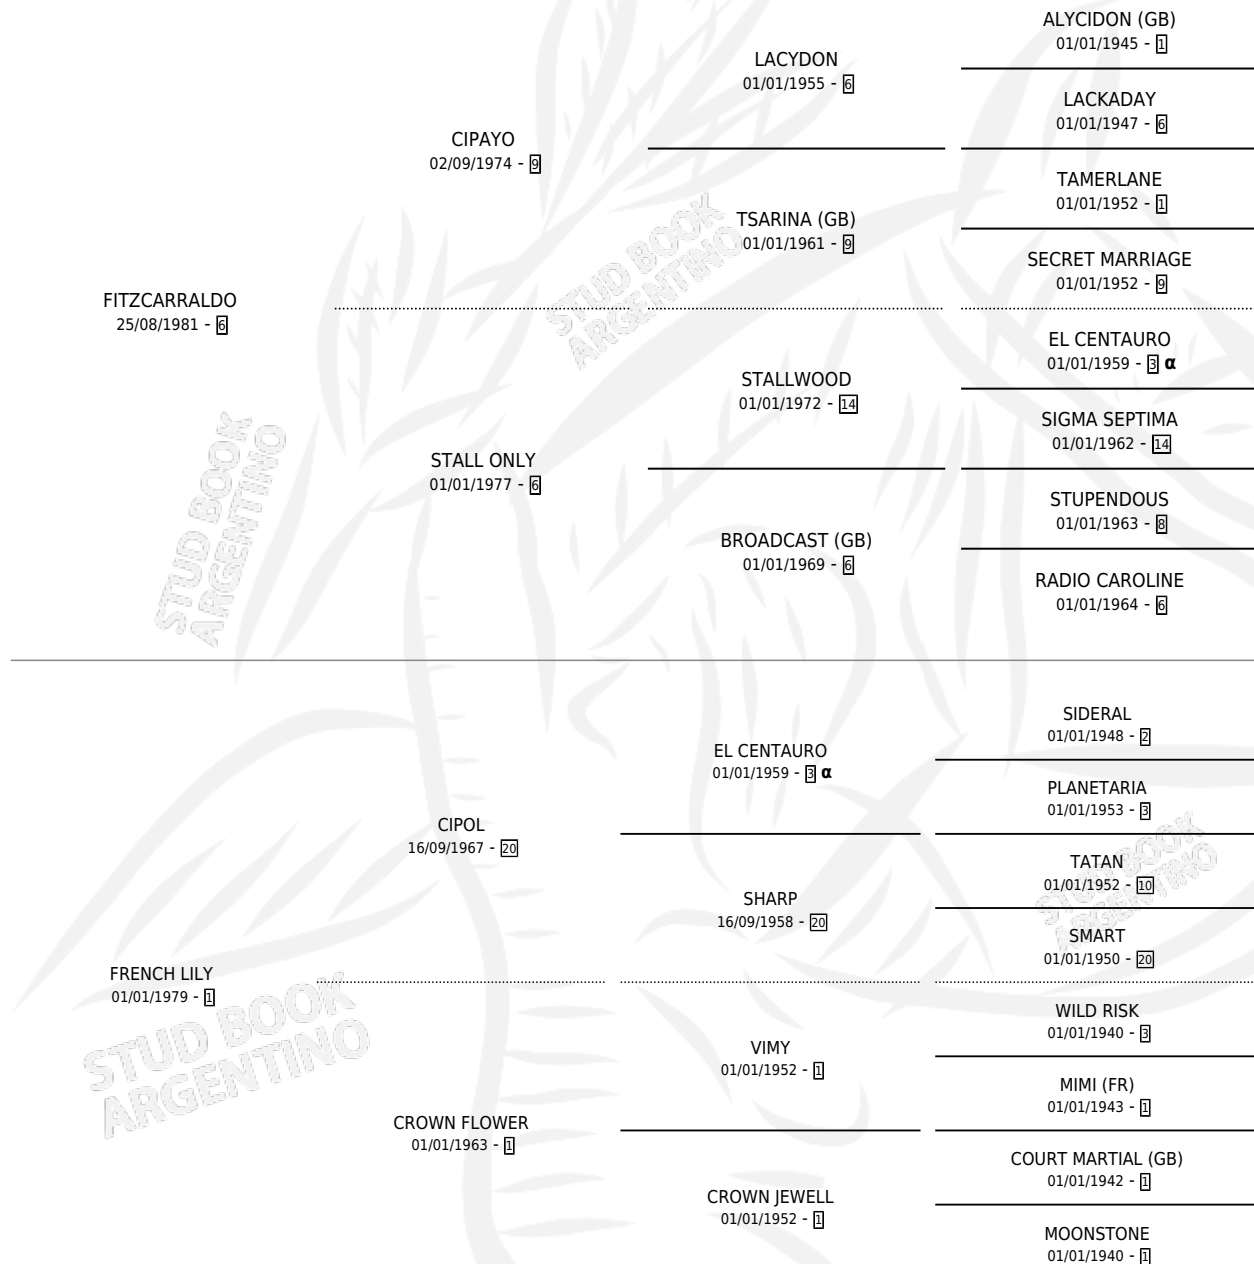 ALYCIDON (GB)
01/01/1945 - 1
LACYDON
01/01/1955 - 6
LACKADAY
01/01/1947 - 6
CIPAYO
02/09/1974 - 9
TAMERLANE
01/01/1952 - 1
TSARINA (GB)
01/01/1961 - 9
SECRET MARRIAGE
01/01/1952 - 9
STUD BOOK
ARGENTINO
FITZCARRALDO
25/08/1981 - 6
EL CENTAURO
01/01/1959 - 3 α
STALLWOOD
01/01/1972 - 14
SIGMA SEPTIMA
01/01/1962 - 14
STALL ONLY
01/01/1977 - 6
STUPENDOUS
01/01/1963 - 8
BROADCAST (GB)
01/01/1969 - 6
RADIO CAROLINE
01/01/1964 - 6
STUD BOOK
ARGENTINO
SIDERAL
01/01/1948 - 2
EL CENTAURO
01/01/1959 - 3 α
PLANETARIA
01/01/1953 - 3
CIPOL
16/09/1967 - 20
TATAN
01/01/1952 - 10
SHARP
16/09/1958 - 20
SMART
01/01/1950 - 20
STUD BOOK
ARGENTINO
FRENCH LILY
01/01/1979 - 1
WILD RISK
01/01/1940 - 3
VIMY
01/01/1952 - 1
MIMI (FR)
01/01/1943 - 1
CROWN FLOWER
01/01/1963 - 1
COURT MARTIAL (GB)
01/01/1942 - 1
CROWN JEWELL
01/01/1952 - 1
MOONSTONE
01/01/1940 - 1
STUD BOOK
ARGENTINO